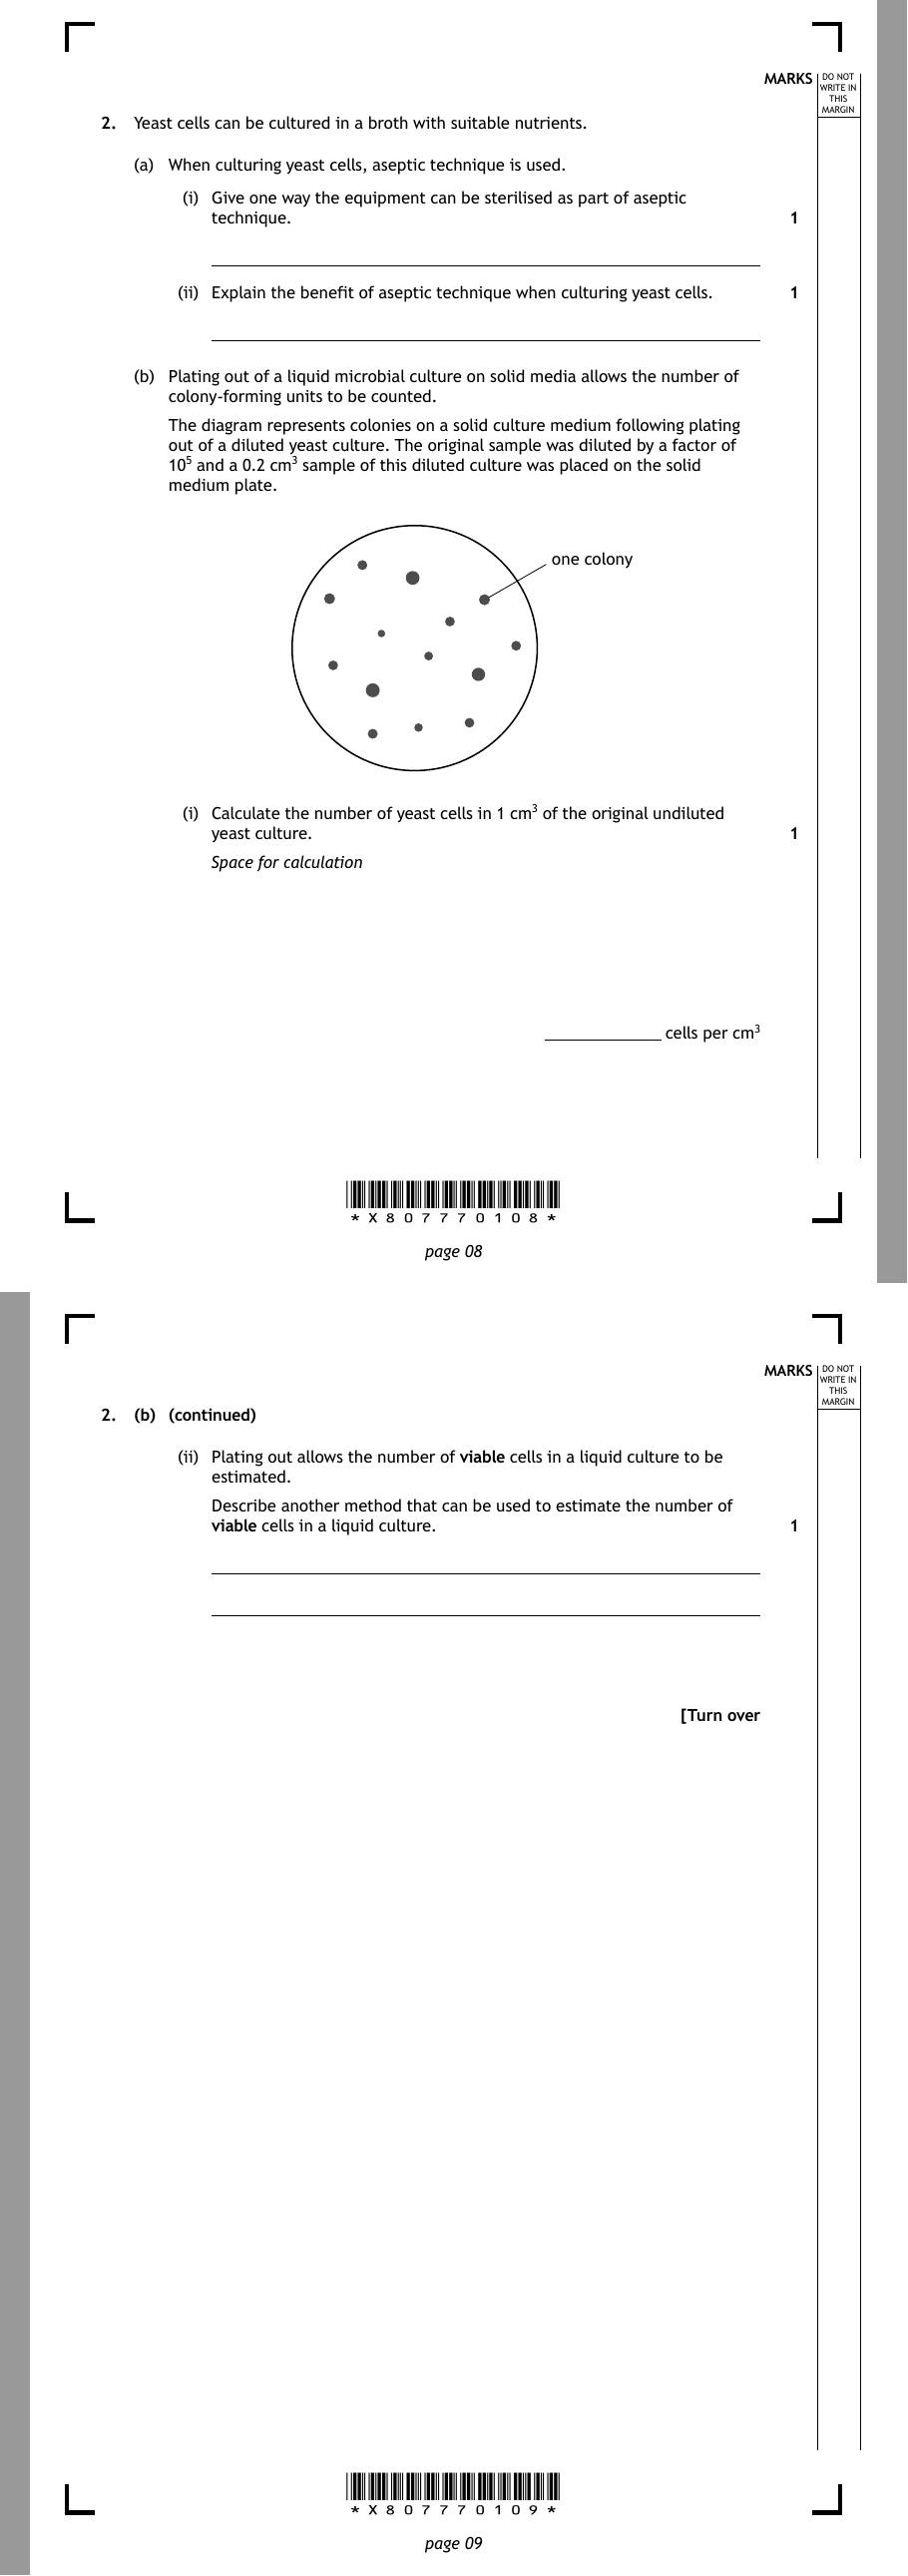 MARKS
DO NOT
WRITE IN
THIS
MARGIN
2. Yeast cells can be cultured in a broth with suitable nutrients.
(a) When culturing yeast cells, aseptic technique is used.
(i) Give one way the equipment can be sterilised as part of aseptic
technique. 1
(ii) Explain the benefit of aseptic technique when culturing yeast cells. 1
(b) Plating out of a liquid microbial culture on solid media allows the number of
colony-forming units to be counted.
The diagram represents colonies on a solid culture medium following plating
out of a diluted yeast culture. The original sample was diluted by a factor of
10⁵ and a 0.2 cm³ sample of this diluted culture was placed on the solid
medium plate.
one colony
(i) Calculate the number of yeast cells in 1 cm³ of the original undiluted
yeast culture. 1
Space for calculation
cells per cm³
* X 8 0 7 7 7 0 1 0 8 *
page 08
MARKS
DO NOT
WRITE IN
THIS
MARGIN
2. (b) (continued)
(ii) Plating out allows the number of viable cells in a liquid culture to be
estimated.
Describe another method that can be used to estimate the number of
viable cells in a liquid culture. 1
[Turn over
* X 8 0 7 7 7 0 1 0 9 *
page 09